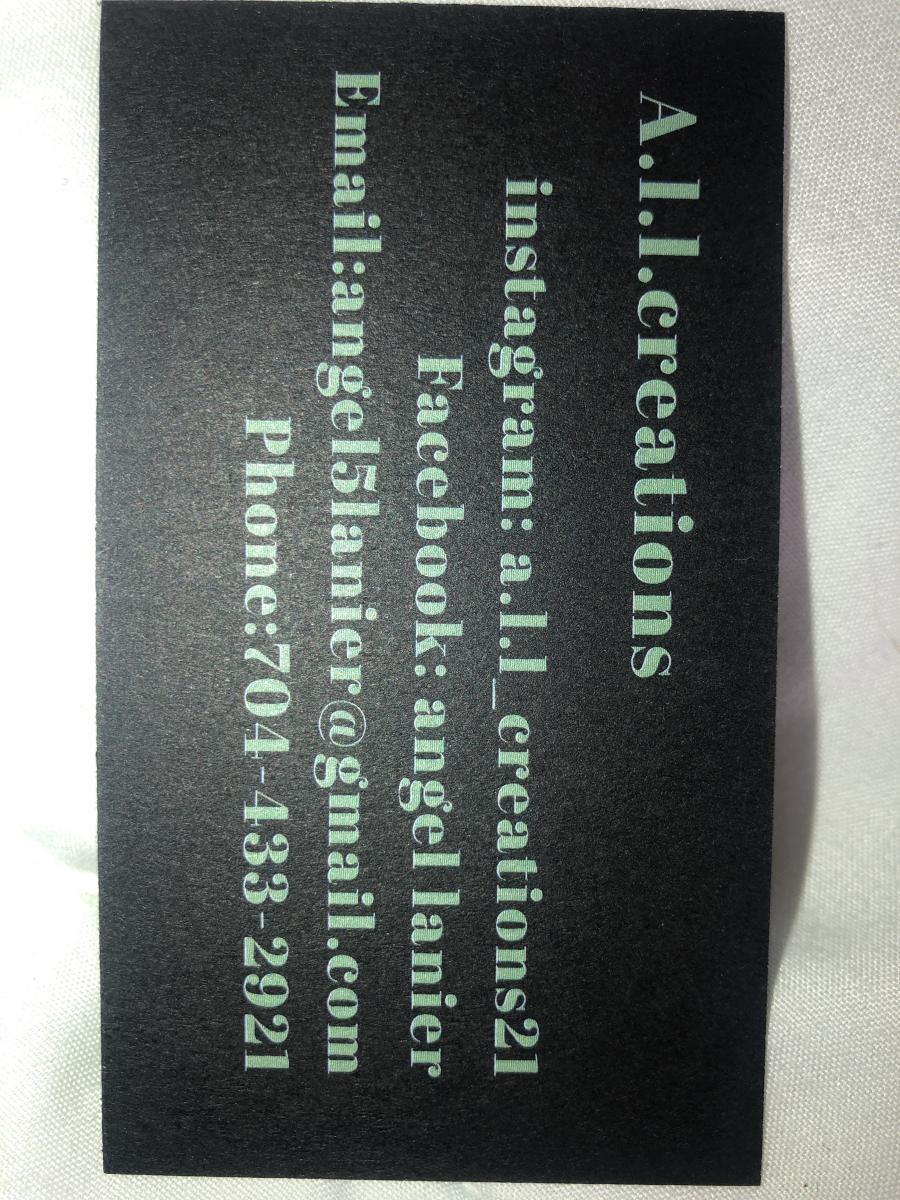 A.l.l.creations
instagram: a.l.l_creations21
Facebook: angel lanier
Email:angel5lanier@gmail.com
Phone:704-433-2921